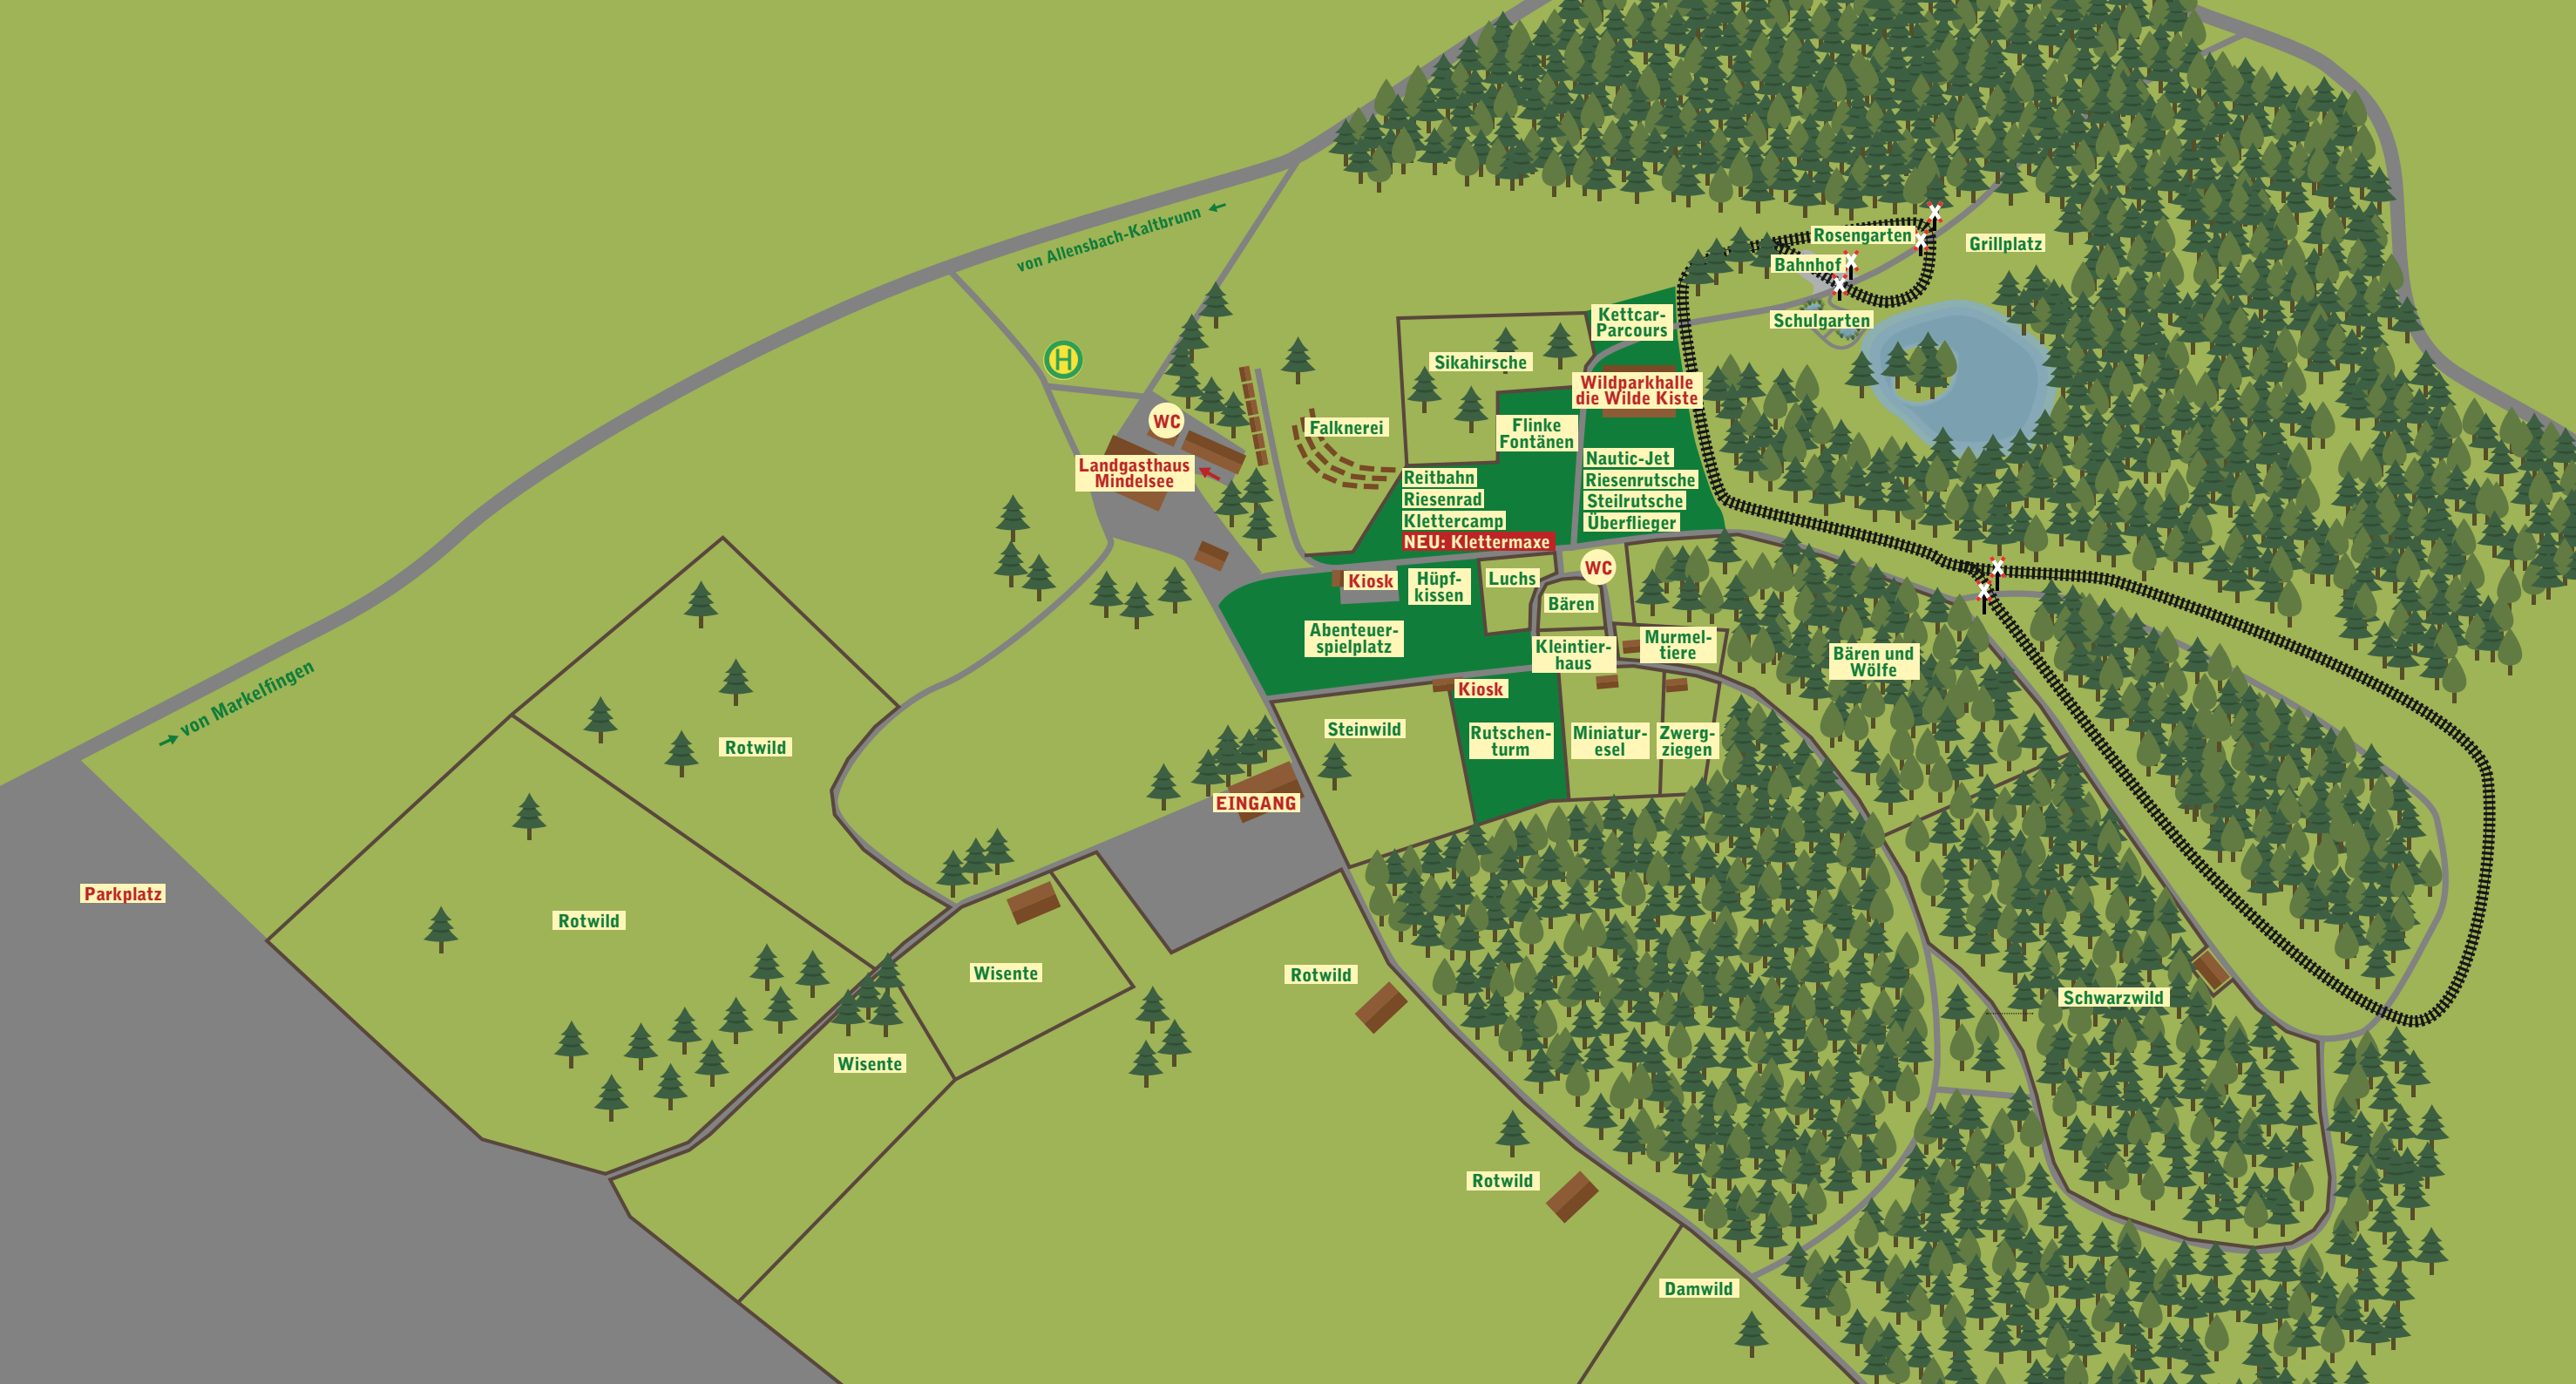 von Allensbach-Kaltbrunn
Rosengarten
Grillplatz
Bahnhof
Schulgarten
Kettcar-
Parcours
H
Sikahirsche
Wildparkhalle
die Wilde Kiste
WC
Falknerei
Flinke
Fontänen
Landgasthaus
Mindelsee
Reitbahn
Riesenrad
Klettercamp
NEU: Klettermaxe
Nautic-Jet
Riesenrutsche
Steilrutsche
Überflieger
WC
Kiosk
Hüpf-
kissen
Luchs
Bären
Abenteuer-
spielplatz
Kleintier-
haus
Murmel-
tiere
Bären und
Wölfe
von Markelfingen
Kiosk
Rotwild
Steinwild
Rutschen-
turm
Miniatur-
esel
Zwerg-
ziegen
EINGANG
Parkplatz
Rotwild
Wisente
Rotwild
Schwarzwild
Wisente
Rotwild
Damwild